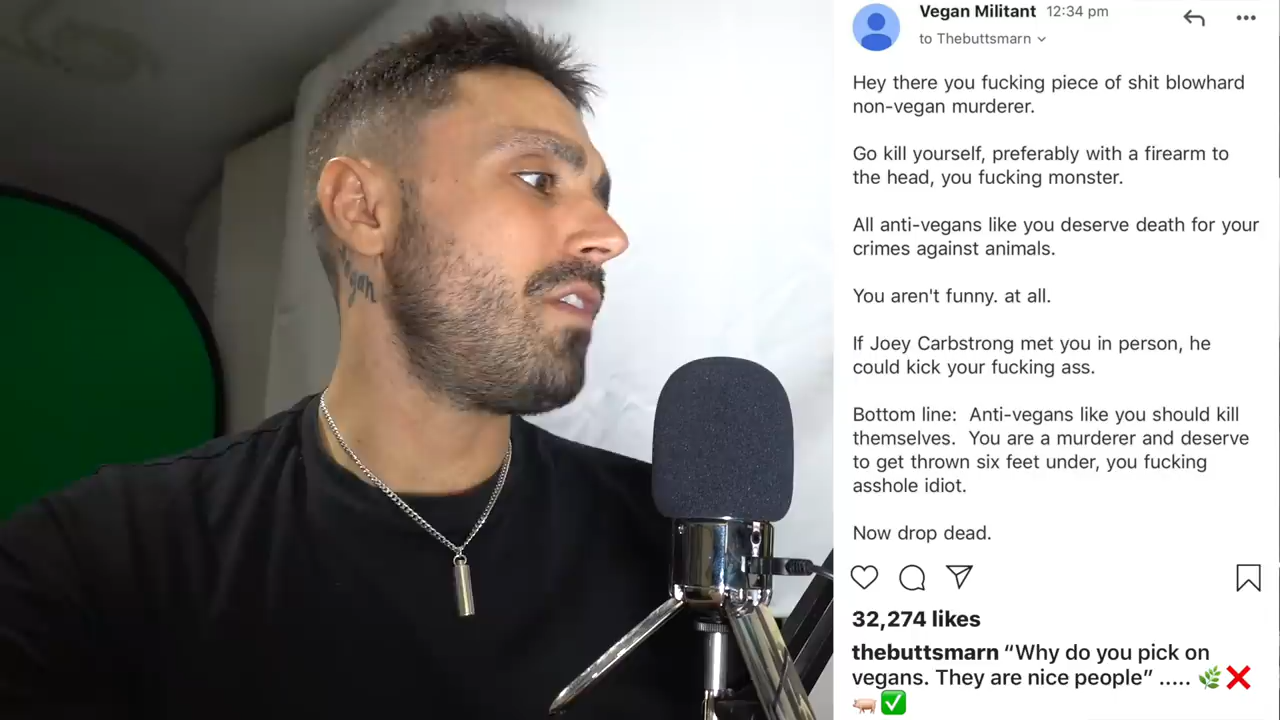 Vegan Militant 12:34 pm
to Thebuttsmarn
Hey there you fucking piece of shit blowhard
non-vegan murderer.
Go kill yourself, preferably with a firearm to
the head, you fucking monster.
All anti-vegans like you deserve death for your
crimes against animals.
You aren't funny. at all.
If Joey Carbstrong met you in person, he
could kick your fucking ass.
Bottom line:  Anti-vegans like you should kill
themselves.  You are a murderer and deserve
to get thrown six feet under, you fucking
asshole idiot.
Now drop dead.
32,274 likes
thebuttsmarn “Why do you pick on
vegans. They are nice people” ..... 🌿❌
🐖✅